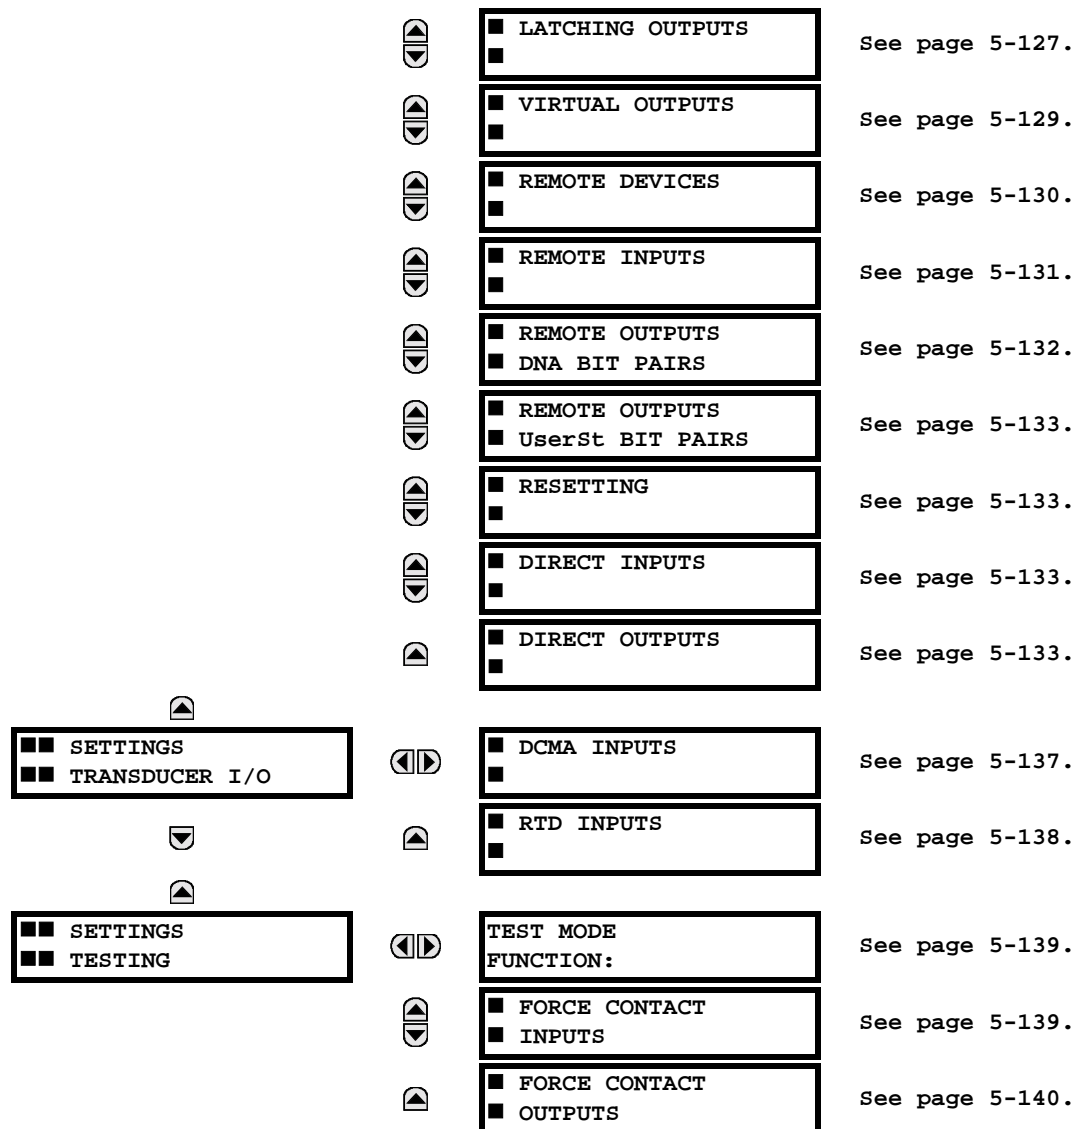 ■ LATCHING OUTPUTS
■
See page 5-127.
■ VIRTUAL OUTPUTS
■
See page 5-129.
■ REMOTE DEVICES
■
See page 5-130.
■ REMOTE INPUTS
■
See page 5-131.
■ REMOTE OUTPUTS
■ DNA BIT PAIRS
See page 5-132.
■ REMOTE OUTPUTS
■ UserSt BIT PAIRS
See page 5-133.
■ RESETTING
■
See page 5-133.
■ DIRECT INPUTS
■
See page 5-133.
■ DIRECT OUTPUTS
■
See page 5-133.
■■ SETTINGS
■■ TRANSDUCER I/O
■ DCMA INPUTS
■
See page 5-137.
■ RTD INPUTS
■
See page 5-138.
■■ SETTINGS
■■ TESTING
TEST MODE
FUNCTION:
See page 5-139.
■ FORCE CONTACT
■ INPUTS
See page 5-139.
■ FORCE CONTACT
■ OUTPUTS
See page 5-140.